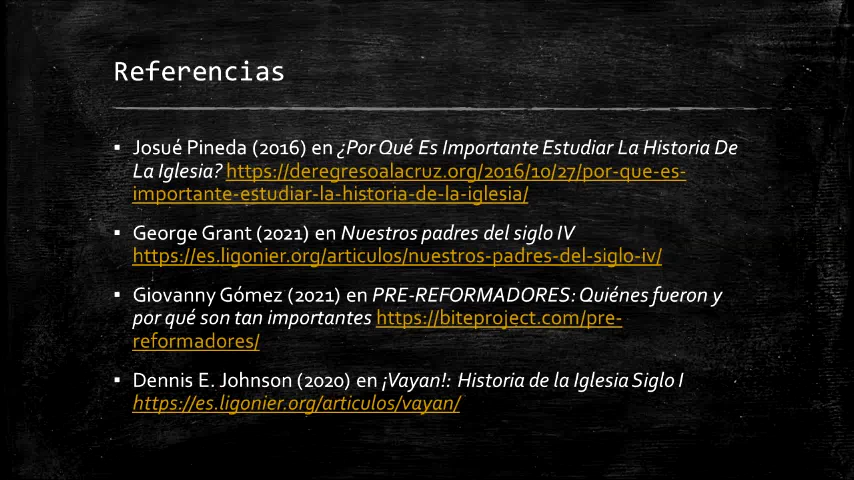 Referencias
▪ Josué Pineda (2016) en ¿Por Qué Es Importante Estudiar La Historia De
La Iglesia? https://deregresoalacruz.org/2016/10/27/por-que-es-
importante-estudiar-la-historia-de-la-iglesia/
▪ George Grant (2021) en Nuestros padres del siglo IV
https://es.ligonier.org/articulos/nuestros-padres-del-siglo-iv/
▪ Giovanny Gómez (2021) en PRE-REFORMADORES: Quiénes fueron y
por qué son tan importantes https://biteproject.com/pre-
reformadores/
▪ Dennis E. Johnson (2020) en ¡Vayan!: Historia de la Iglesia Siglo I
https://es.ligonier.org/articulos/vayan/